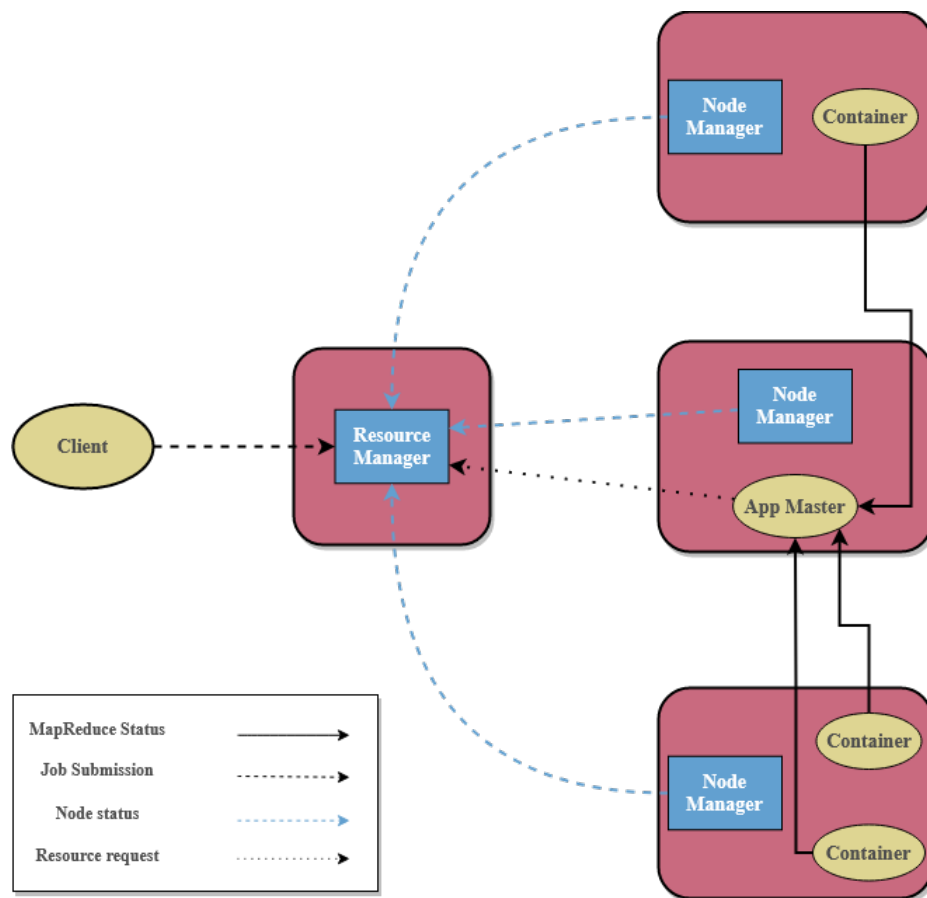 Node
Manager
Container
Node
Manager
Client
Resource
Manager
App Master
MapReduce Status
Job Submission
Node status
Resource request
Container
Node
Manager
Container